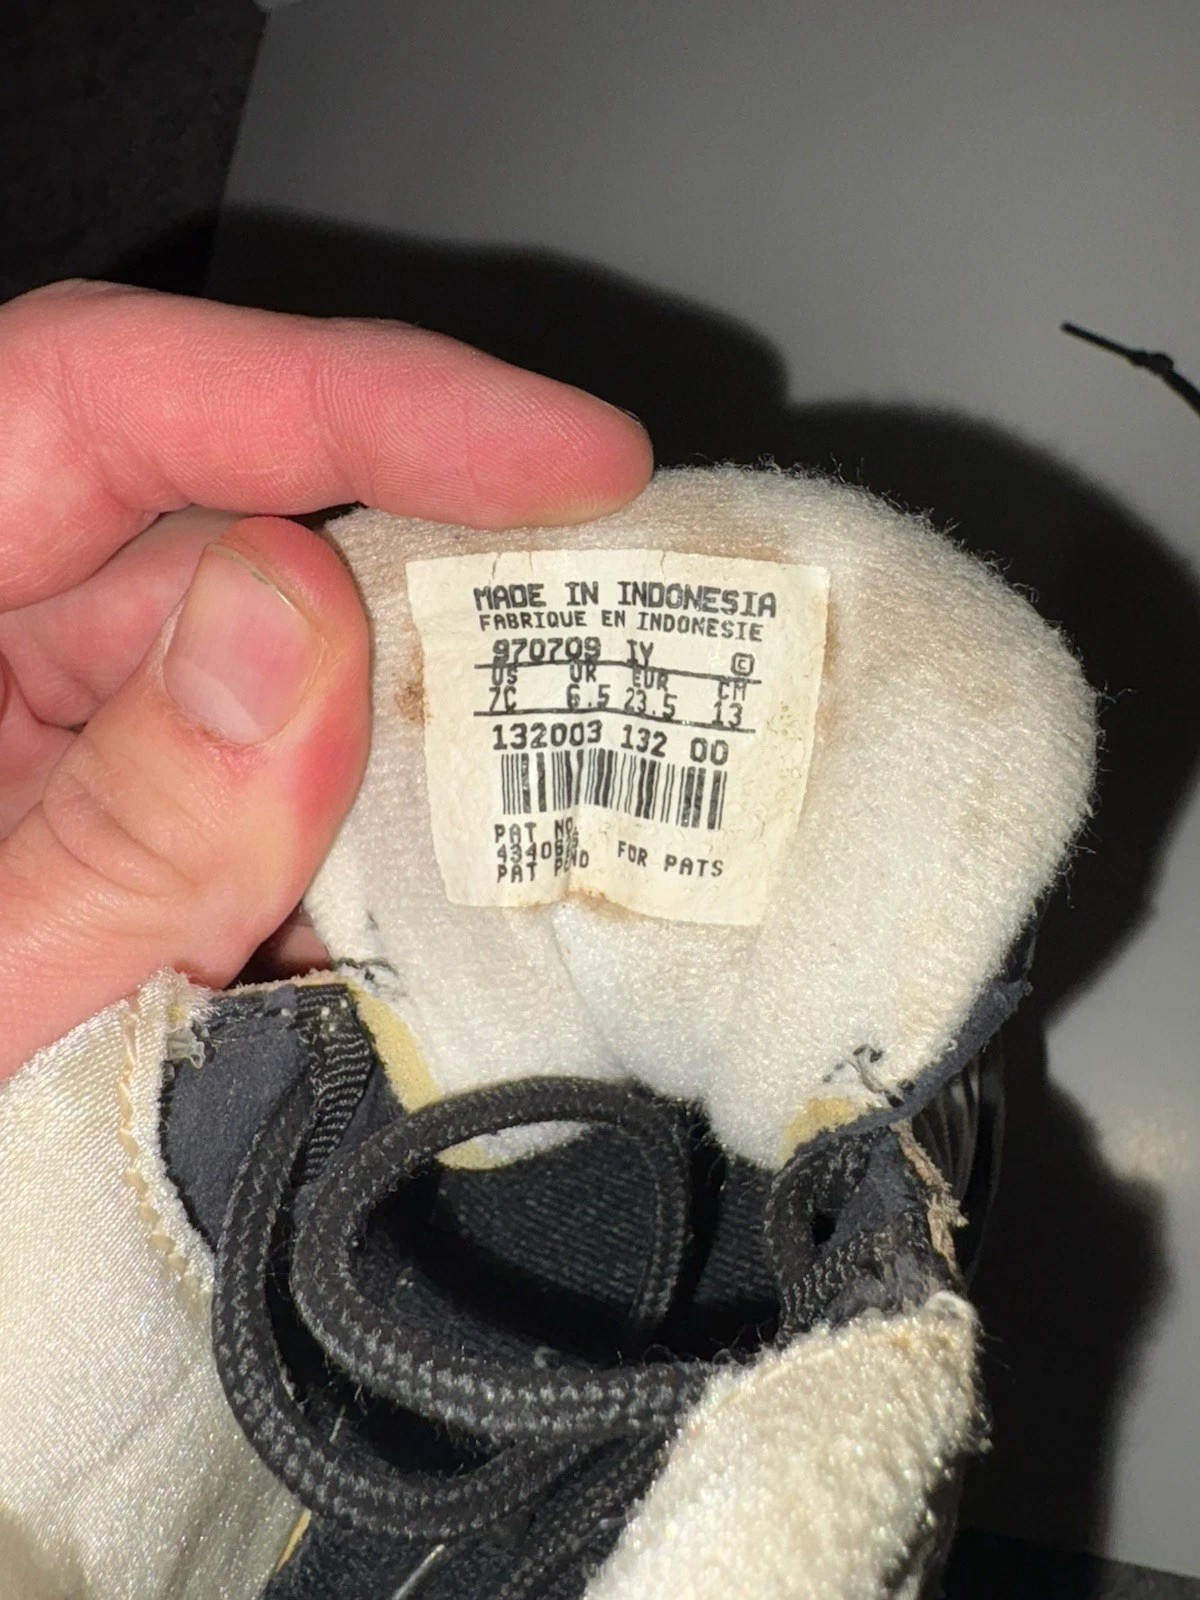 MADE IN INDONESIA
FABRIQUE EN INDONESIE
970709 IY ©
US UK EUR CM
7C 6.5 23.5 13
132003 132 00
PAT NO.
FOR PATS
PAT PEND